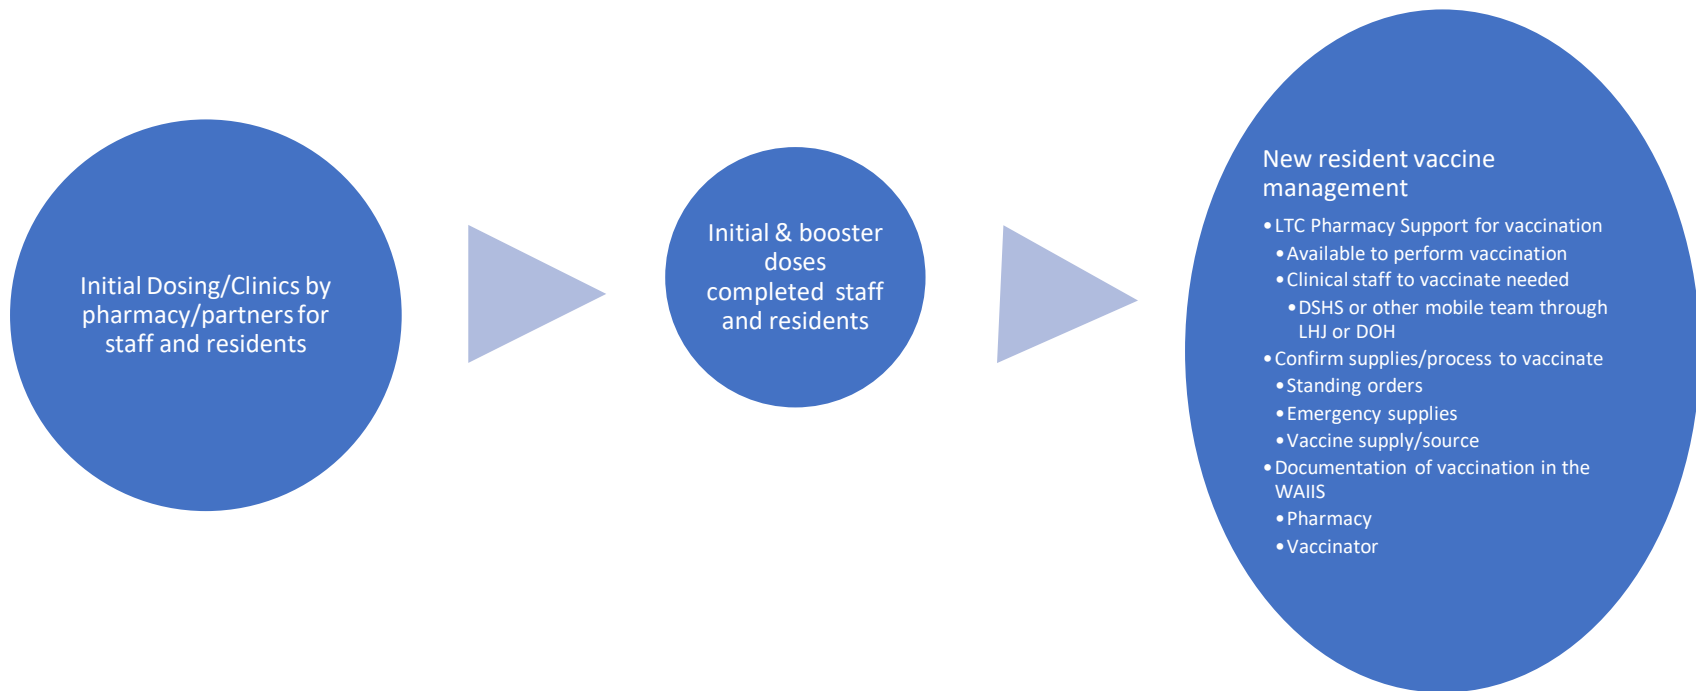 Initial Dosing/Clinics by
pharmacy/partners for
staff and residents
Initial & booster
doses
completed staff
and residents
New resident vaccine
management
•LTC Pharmacy Support for vaccination
•Available to perform vaccination
•Clinical staff to vaccinate needed
•DSHS or other mobile team through
LHJ or DOH
•Confirm supplies/process to vaccinate
•Standing orders
•Emergency supplies
•Vaccine supply/source
•Documentation of vaccination in the
WAIIS
•Pharmacy
•Vaccinator